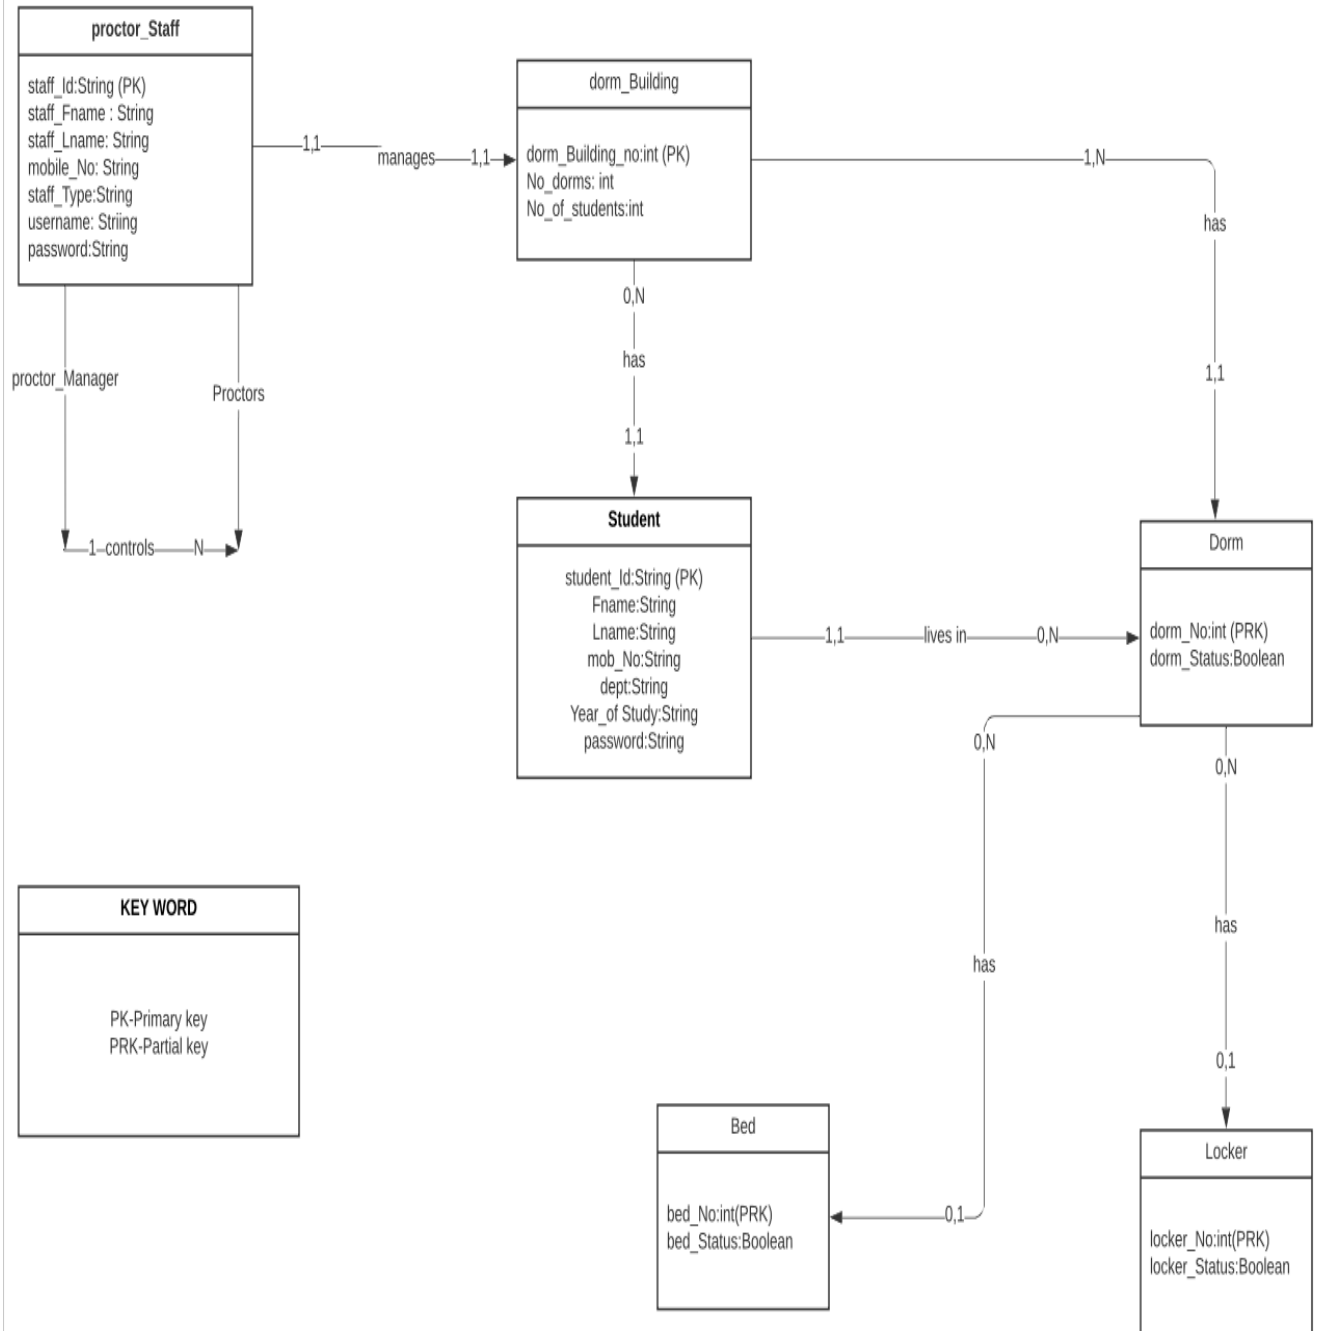 proctor_Staff
staff_Id:String (PK)
staff_Fname : String
staff_Lname: String
mobile_No: String
staff_Type:String
username: Striing
password:String
1,1
manages
1,1
dorm_Building
dorm_Building_no:int (PK)
No_dorms: int
No_of_students:int
1,N
has
1,1
0,N
has
1,1
proctor_Manager
Proctors
1
controls
N
Student
student_Id:String (PK)
Fname:String
Lname:String
mob_No:String
dept:String
Year_of Study:String
password:String
1,1
lives in
0,N
Dorm
dorm_No:int (PRK)
dorm_Status:Boolean
0,N
has
0,1
0,N
has
0,1
KEY WORD
PK-Primary key
PRK-Partial key
Bed
bed_No:int(PRK)
bed_Status:Boolean
Locker
locker_No:int(PRK)
locker_Status:Boolean